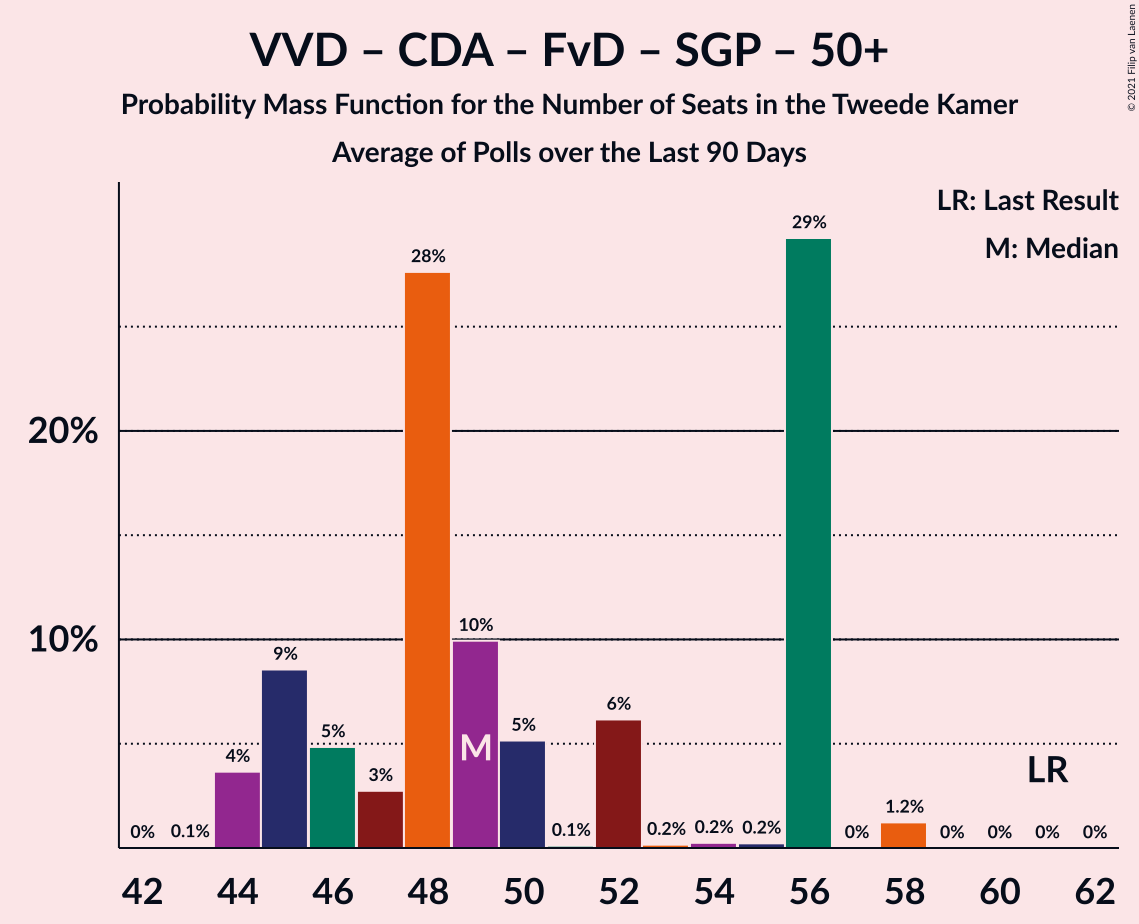 VVD – CDA – FvD – SGP – 50+
Probability Mass Function for the Number of Seats in the Tweede Kamer
Average of Polls over the Last 90 Days
© 2021 Filip van Laenen
LR: Last Result
M: Median
20%
10%
0%
0.1%
4%
9%
5%
3%
28%
10%
5%
0.1%
6%
0.2%
0.2%
0.2%
29%
0%
1.2%
0%
0%
0%
0%
M
LR
42 44 46 48 50 52 54 56 58 60 62